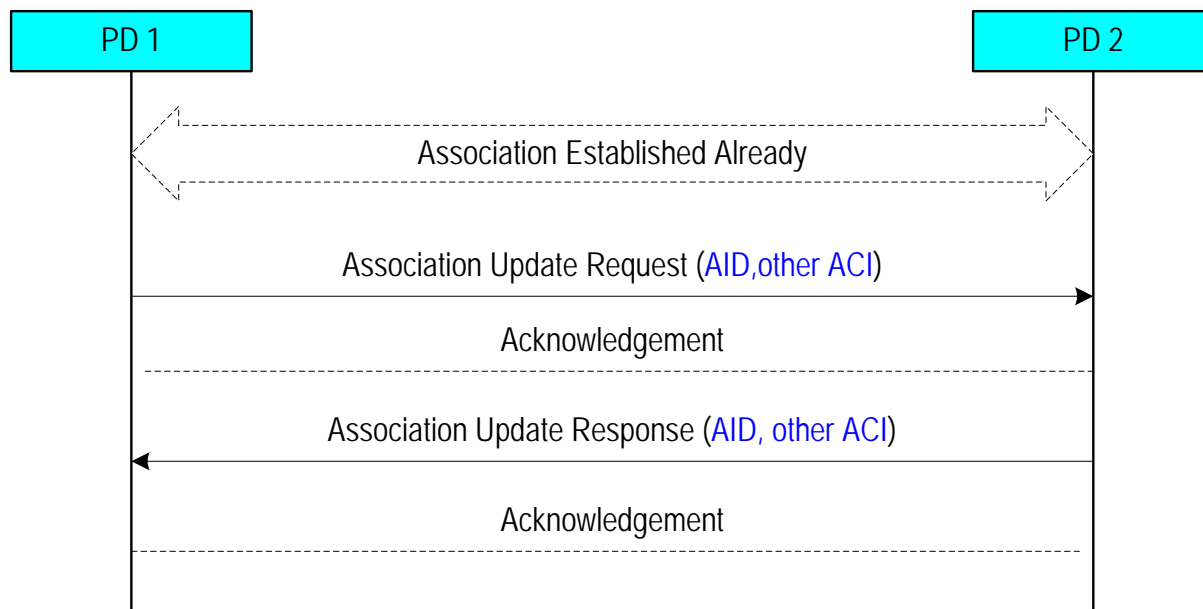 PD 1
PD 2
Association Established Already
Association Update Request (AID,other ACI)
Acknowledgement
Association Update Response (AID, other ACI)
Acknowledgement